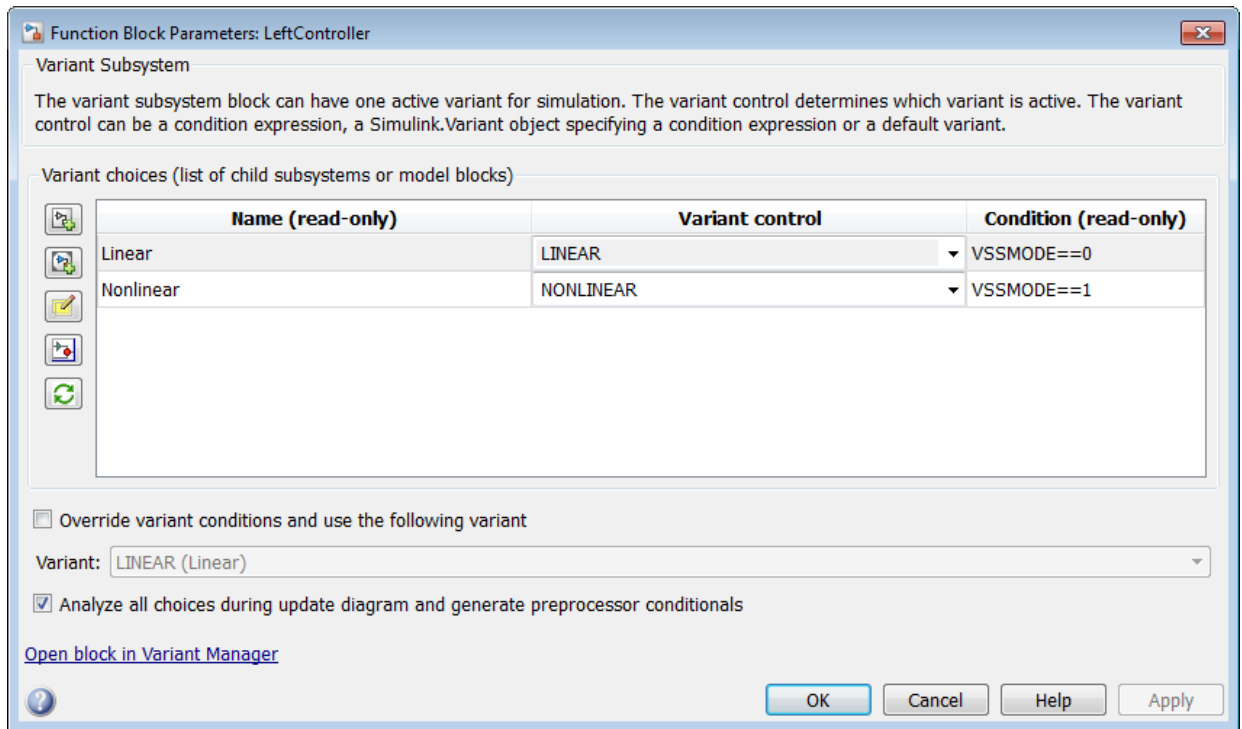 Function Block Parameters: LeftController
Variant Subsystem
The variant subsystem block can have one active variant for simulation. The variant control determines which variant is active. The variant
control can be a condition expression, a Simulink.Variant object specifying a condition expression or a default variant.
Variant choices (list of child subsystems or model blocks)
Name (read-only) Variant control Condition (read-only)
Linear LINEAR VSSMODE==0
Nonlinear NONLINEAR VSSMODE==1
Override variant conditions and use the following variant
Variant: LINEAR (Linear)
Analyze all choices during update diagram and generate preprocessor conditionals
Open block in Variant Manager
? OK Cancel Help Apply